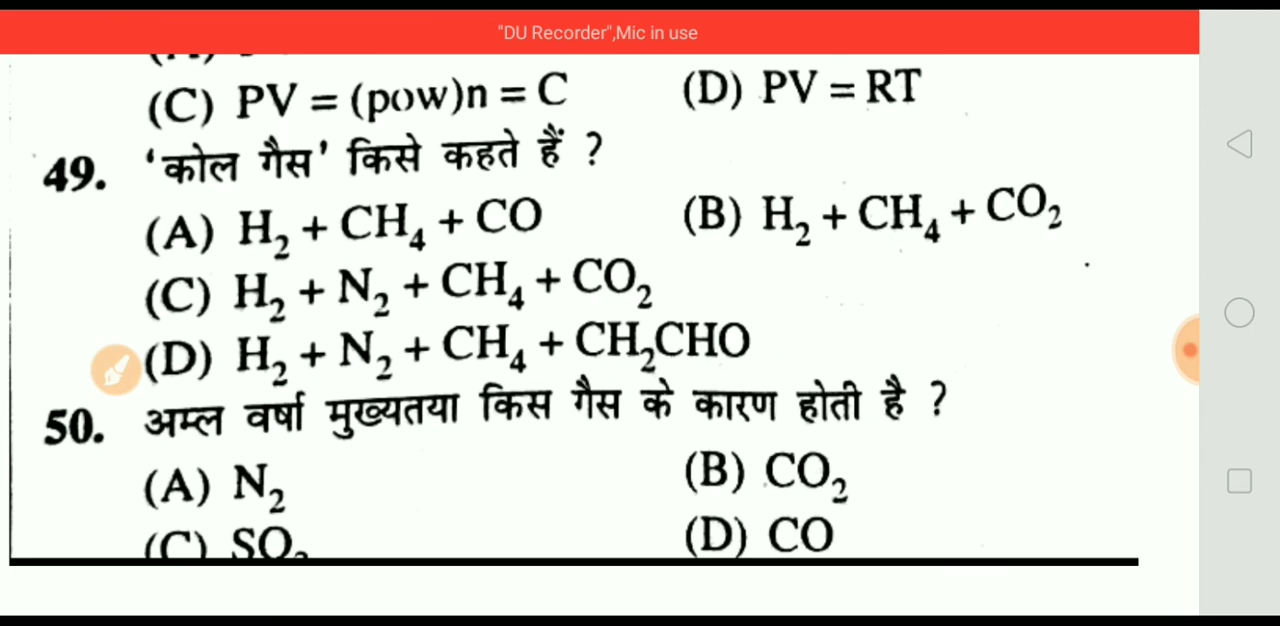 "DU Recorder",Mic in use
(C) PV = (pow)n = C (D) PV = RT
49. 'कोल गैस' किसे कहते हैं ?
(A) H₂ + CH₄ + CO (B) H₂ + CH₄ + CO₂
(C) H₂ + N₂ + CH₄ + CO₂
(D) H₂ + N₂ + CH₄ + CH₂CHO
50. अम्ल वर्षा मुख्यतया किस गैस के कारण होती है ?
(A) N₂ (B) CO₂
(C) SO₂ (D) CO